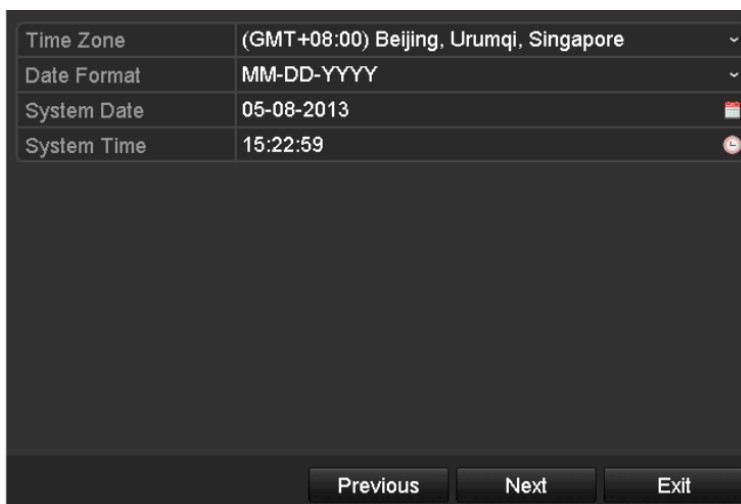 Time Zone (GMT+08:00) Beijing, Urumqi, Singapore
Date Format MM-DD-YYYY
System Date 05-08-2013
System Time 15:22:59
Previous Next Exit